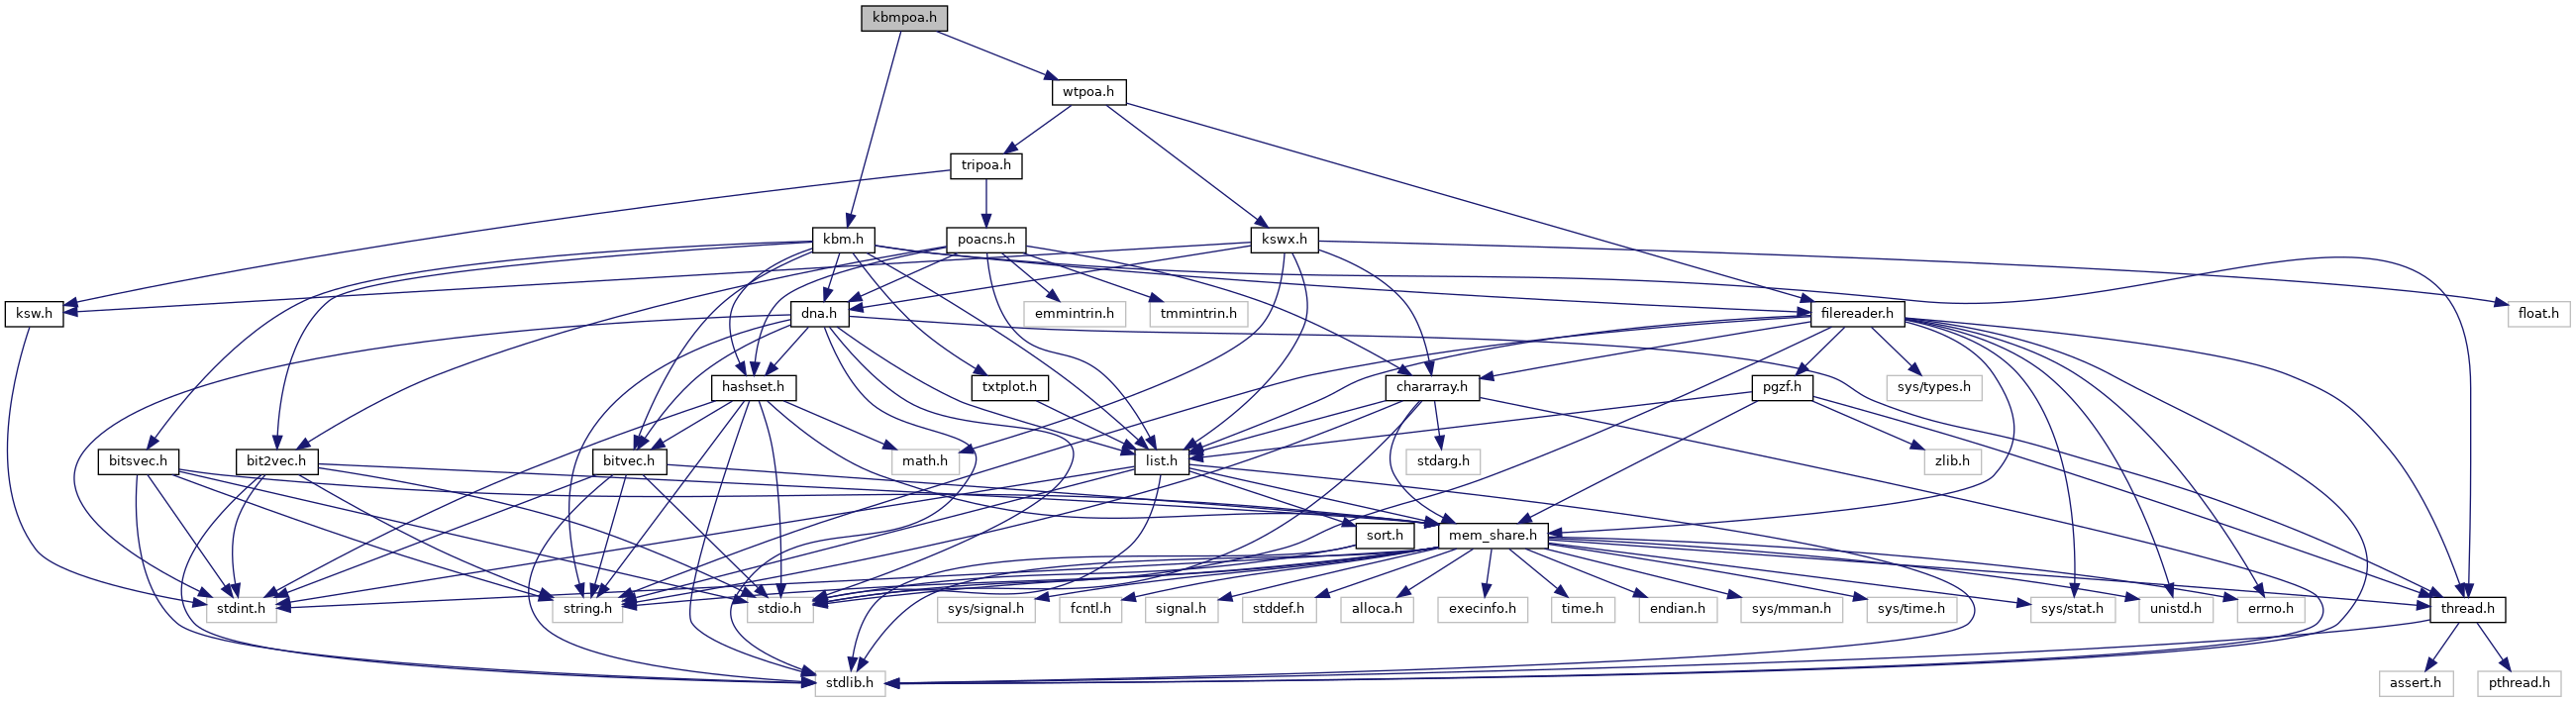 kbmpoa.h
wtpoa.h
tripoa.h
kbm.h
poacns.h
kswx.h
ksw.h
dna.h
emmintrin.h
tmmintrin.h
filereader.h
float.h
hashset.h
txtplot.h
chararray.h
pgzf.h
sys/types.h
bitsvec.h
bit2vec.h
bitvec.h
math.h
list.h
stdarg.h
zlib.h
sort.h
mem_share.h
stdint.h
string.h
stdio.h
sys/signal.h
fcntl.h
signal.h
stddef.h
alloca.h
execinfo.h
time.h
endian.h
sys/mman.h
sys/time.h
sys/stat.h
unistd.h
errno.h
thread.h
stdlib.h
assert.h
pthread.h